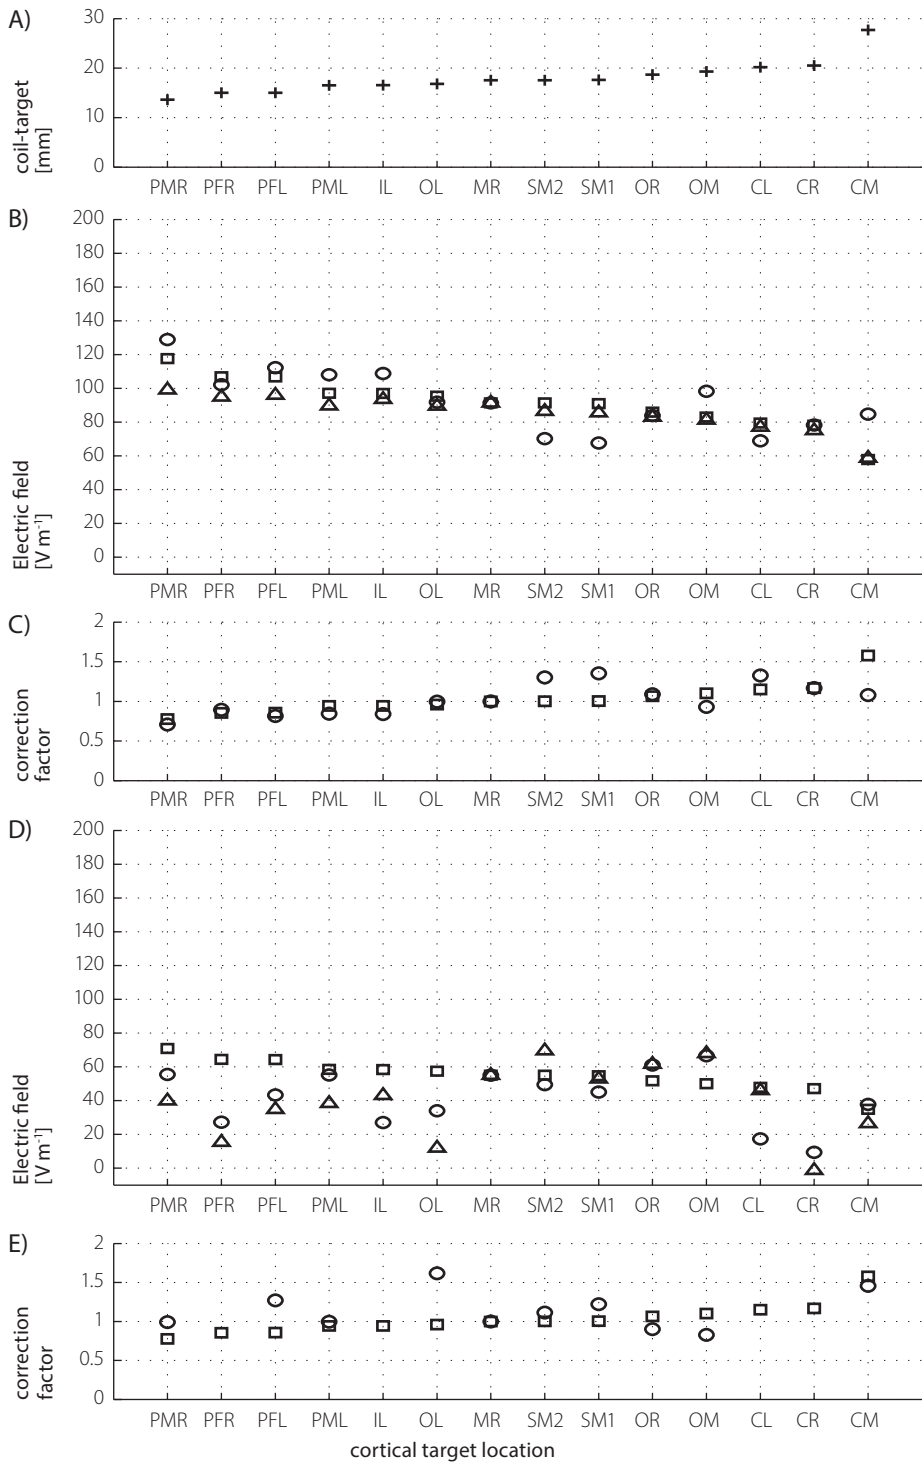 A)
30
20
10
0
coil-target
[mm]
PMR PFR PFL PML IL OL MR SM2 SM1 OR OM CL CR CM
B)
200
180
160
140
120
100
80
60
40
20
0
Electric field
[V m-1]
PMR PFR PFL PML IL OL MR SM2 SM1 OR OM CL CR CM
C)
2
1.5
1
0.5
0
correction
factor
PMR PFR PFL PML IL OL MR SM2 SM1 OR OM CL CR CM
D)
200
180
160
140
120
100
80
60
40
20
0
Electric field
[V m-1]
PMR PFR PFL PML IL OL MR SM2 SM1 OR OM CL CR CM
E)
2
1.5
1
0.5
0
correction
factor
PMR PFR PFL PML IL OL MR SM2 SM1 OR OM CL CR CM
cortical target location